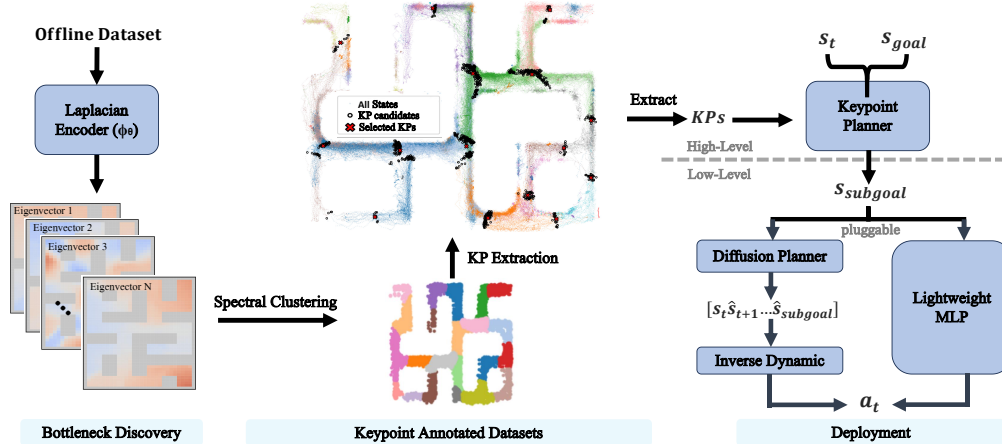 Offline Dataset
Laplacian
Encoder (ϕθ)
Eigenvector 1
Eigenvector 2
Eigenvector 3
Eigenvector N
Bottleneck Discovery
Spectral Clustering
All States
KP candidates
Selected KPs
KP Extraction
Keypoint Annotated Datasets
Extract
KPs
s_t
s_goal
Keypoint
Planner
High-Level
Low-Level
s_subgoal
pluggable
Diffusion Planner
[s_t ŝ_{t+1} ... ŝ_subgoal]
Inverse Dynamic
Lightweight
MLP
a_t
Deployment